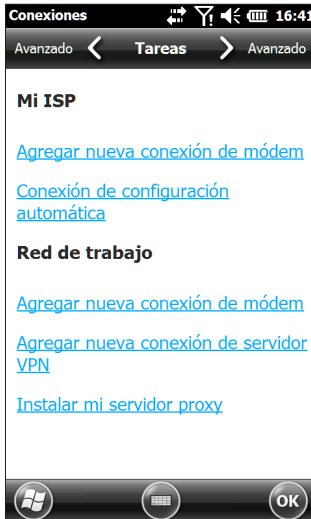 Conexiones 16:41
Avanzado Tareas Avanzado
Mi ISP
Agregar nueva conexión de módem
Conexión de configuración
automática
Red de trabajo
Agregar nueva conexión de módem
Agregar nueva conexión de servidor
VPN
Instalar mi servidor proxy
OK